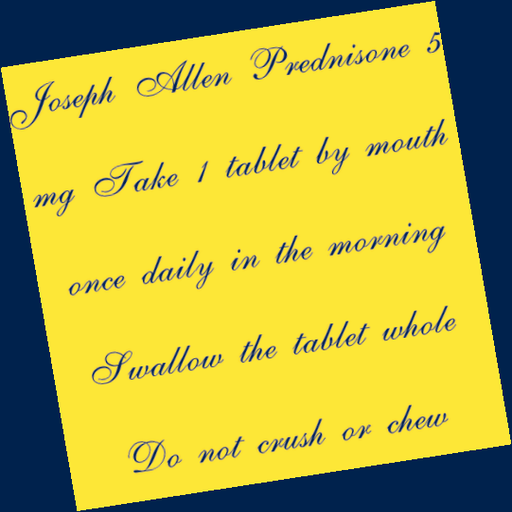 Joseph Allen Prednisone 5
mg Take 1 tablet by mouth
once daily in the morning
Swallow the tablet whole
Do not crush or chew